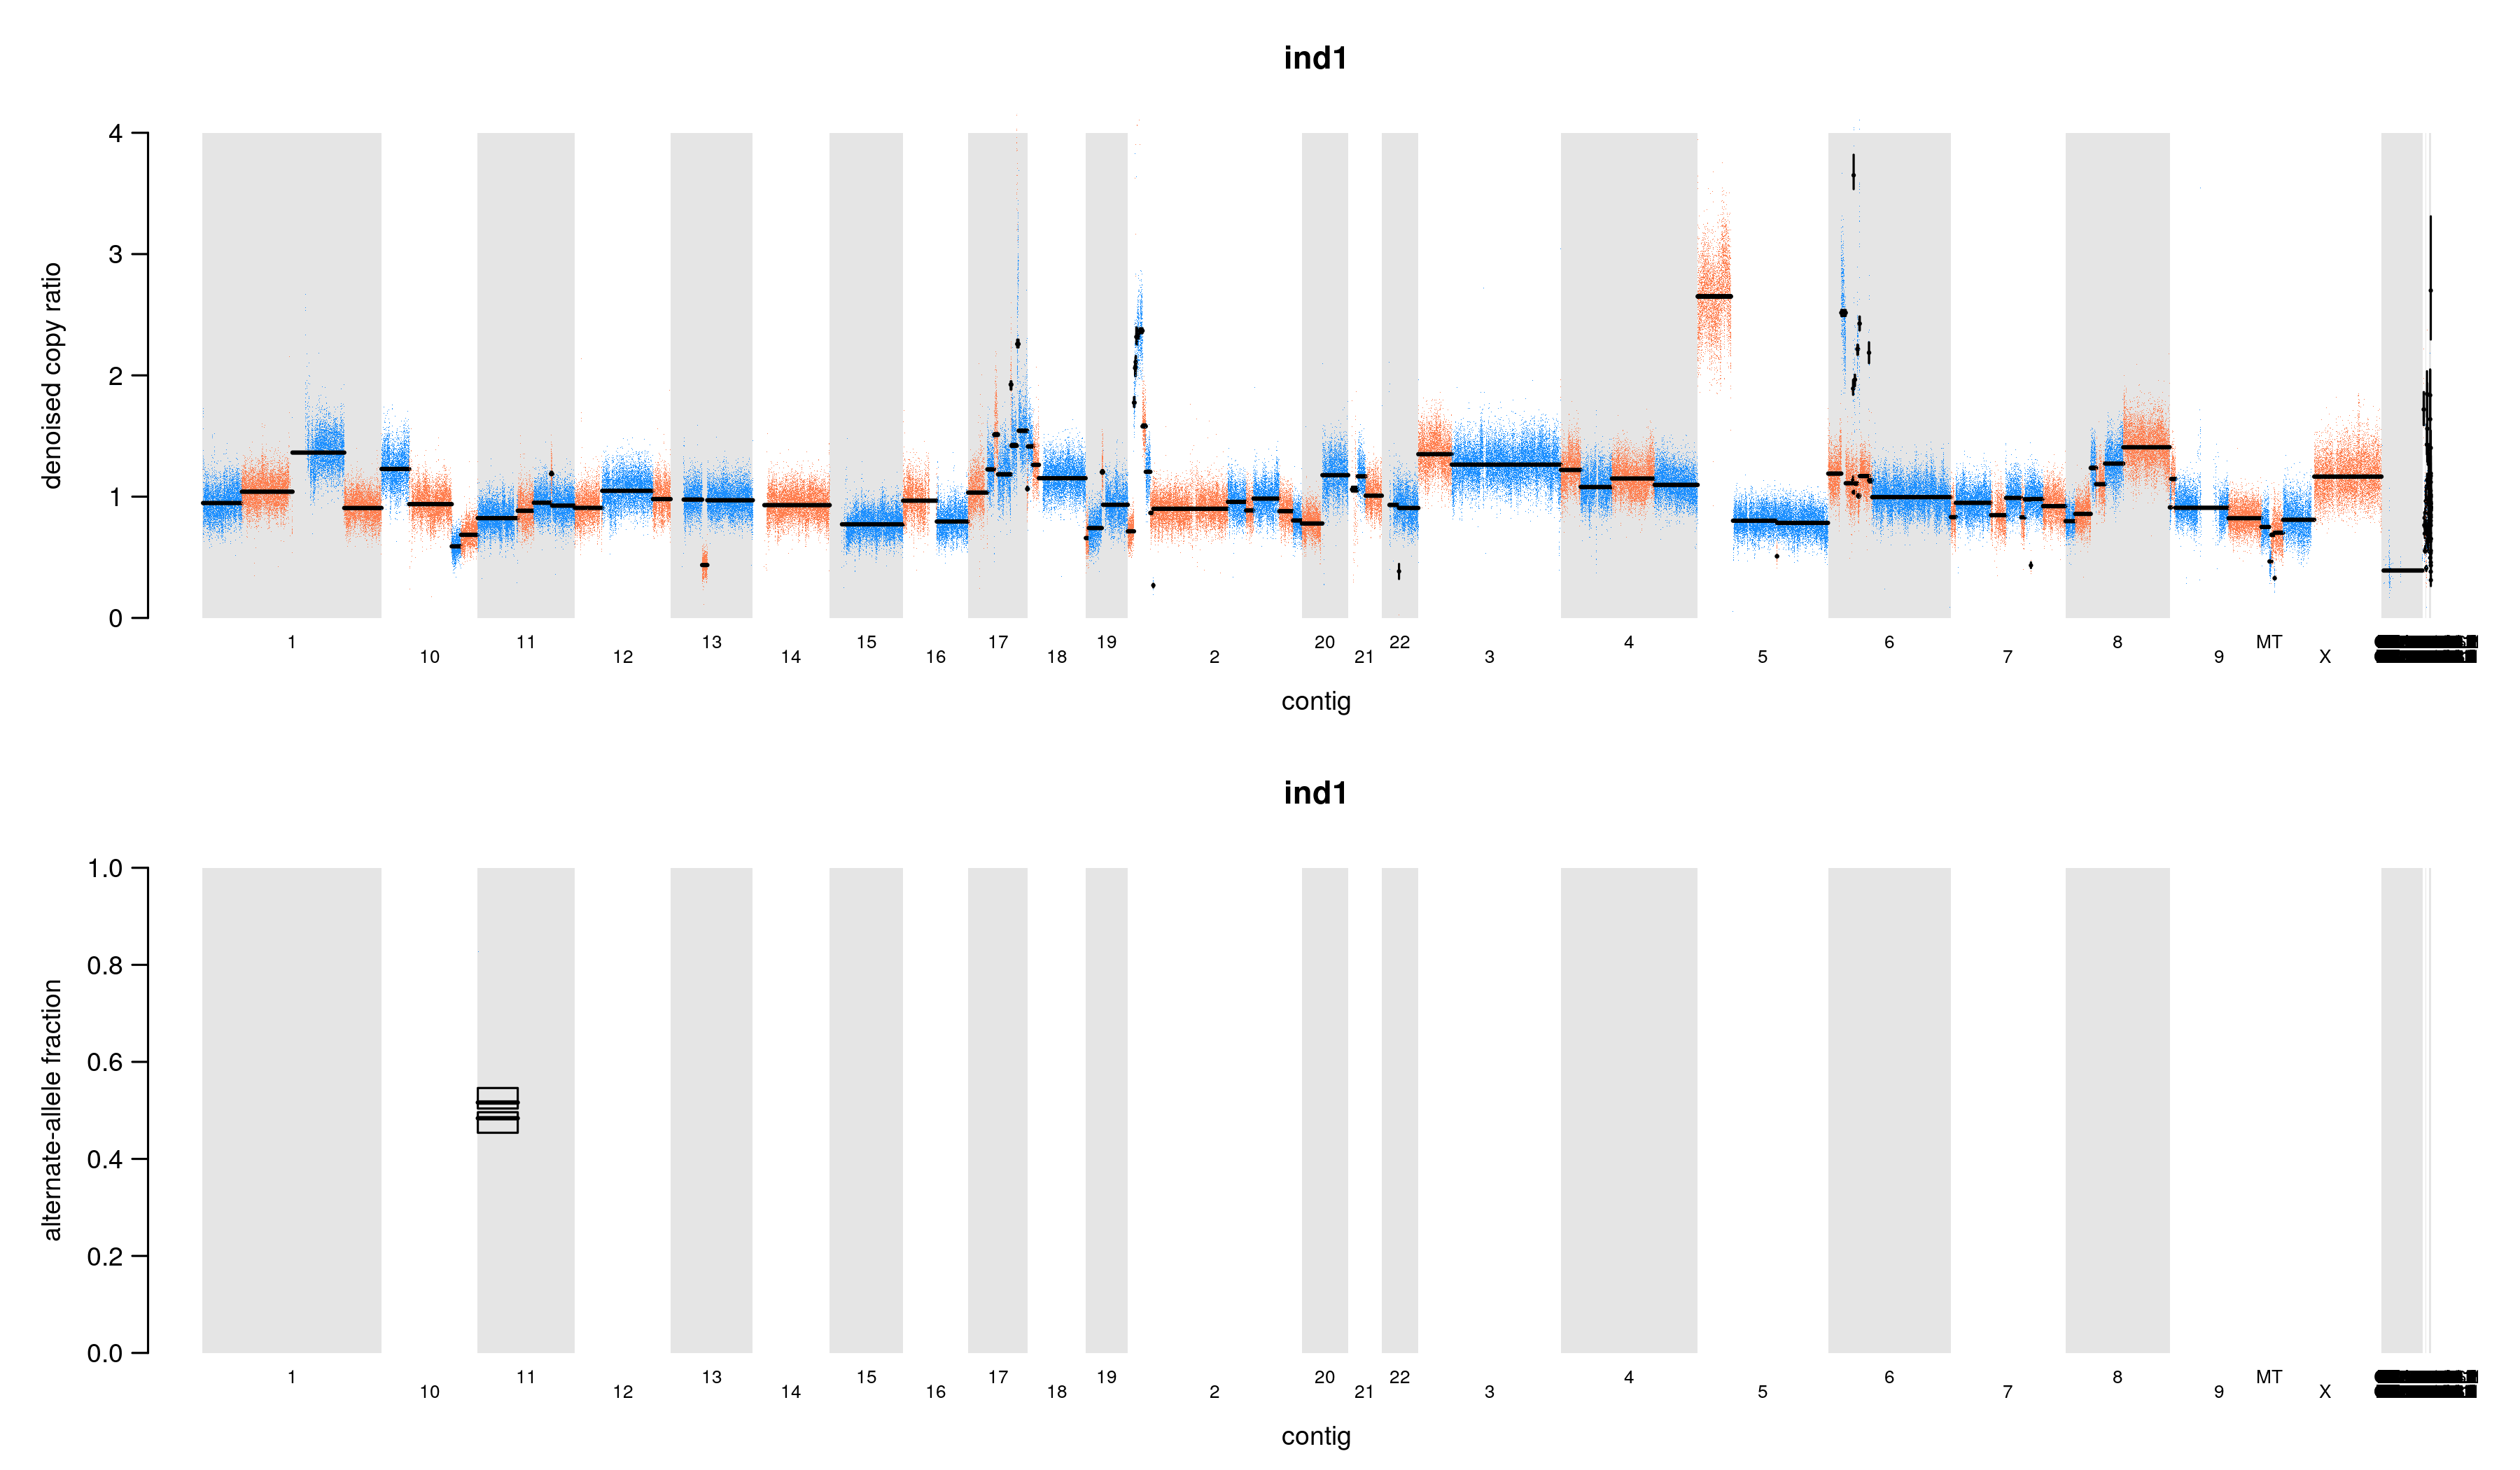 ind1
4
3
2
1
0
denoised copy ratio
1 11 13 15 17 19 20 22 4 6 8 MT
10 12 14 16 18 2 21 3 5 7 9 X
contig
ind1
1.0
0.8
0.6
0.4
0.2
0.0
alternate-allele fraction
1 11 13 15 17 19 20 22 4 6 8 MT
10 12 14 16 18 2 21 3 5 7 9 X
contig